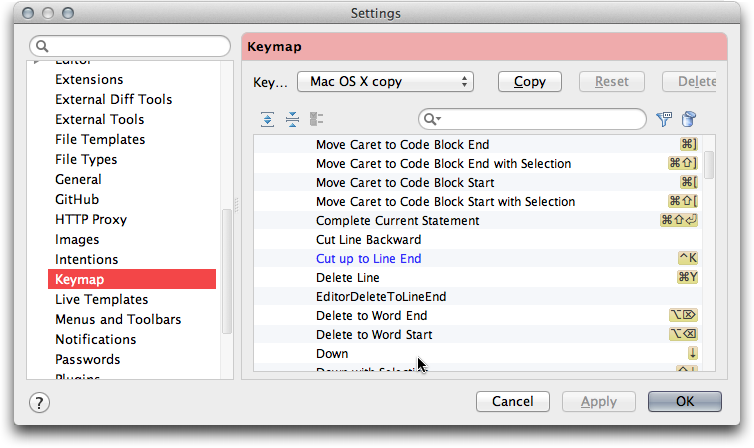 Settings
Editor
Extensions
External Diff Tools
External Tools
File Templates
File Types
General
GitHub
HTTP Proxy
Images
Intentions
Keymap
Live Templates
Menus and Toolbars
Notifications
Passwords
Plugins
Keymap
Key... Mac OS X copy Copy Reset Delete
Move Caret to Code Block End ⌘]
Move Caret to Code Block End with Selection ⌘⇧]
Move Caret to Code Block Start ⌘[
Move Caret to Code Block Start with Selection ⌘⇧[
Complete Current Statement ⌘⇧⏎
Cut Line Backward
Cut up to Line End ^K
Delete Line ⌘Y
EditorDeleteToLineEnd
Delete to Word End ⌥⌦
Delete to Word Start ⌥⌫
Down ↓
Down with Selection ⇧↓
? Cancel Apply OK